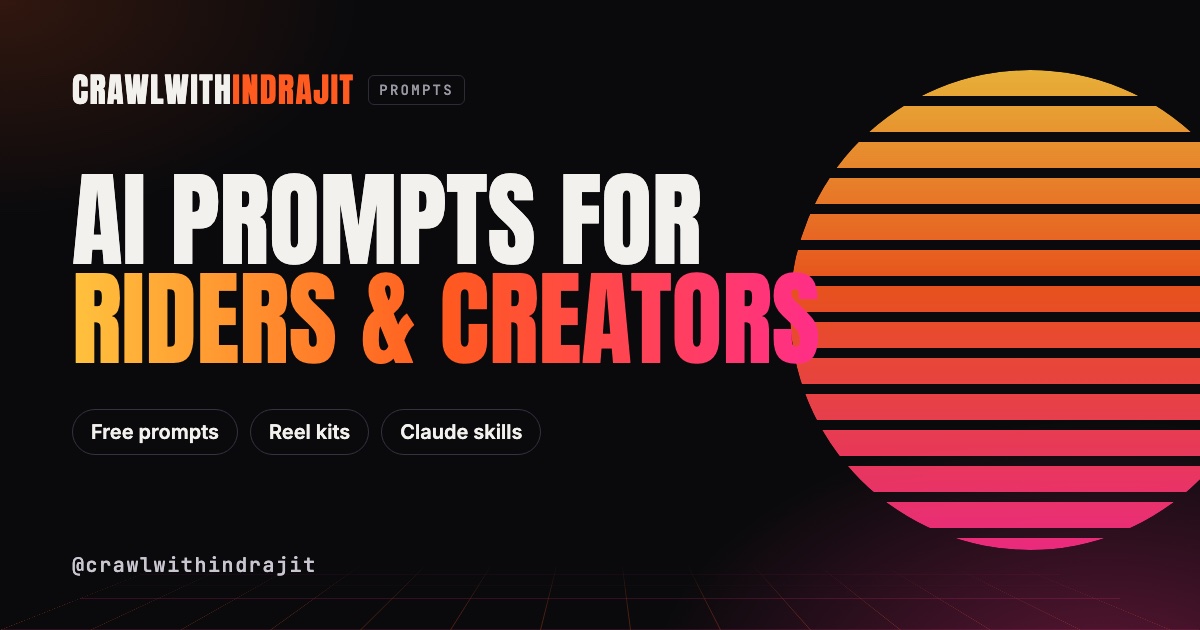 CRAWLWITHINDRAJIT PROMPTS
AI PROMPTS FOR
RIDERS & CREATORS
Free prompts Reel kits Claude skills
@crawlwithindrajit